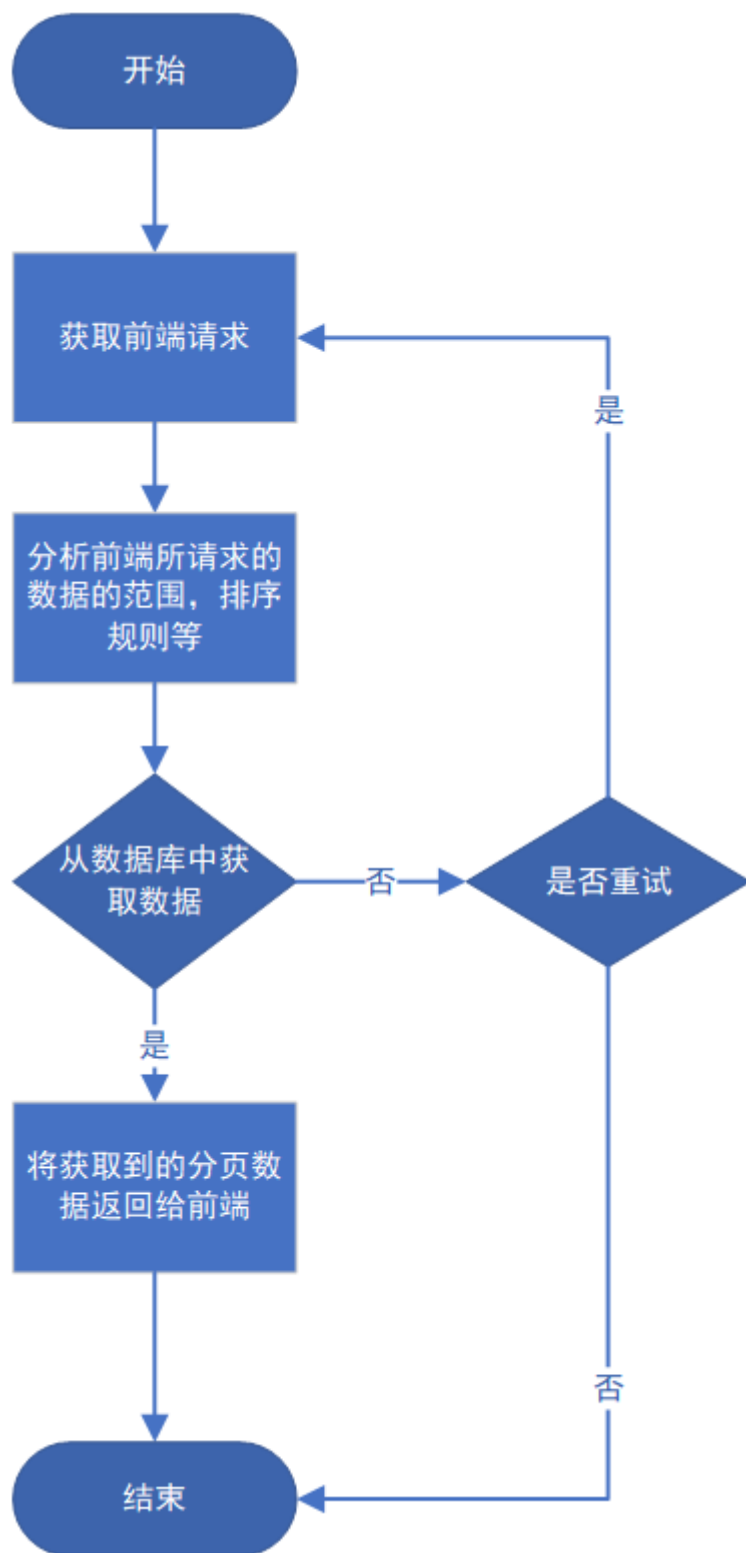 开始
获取前端请求
是
分析前端所请求的
数据的范围，排序
规则等
从数据库中获
取数据
否
是否重试
是
将获取到的分页数
据返回给前端
否
结束